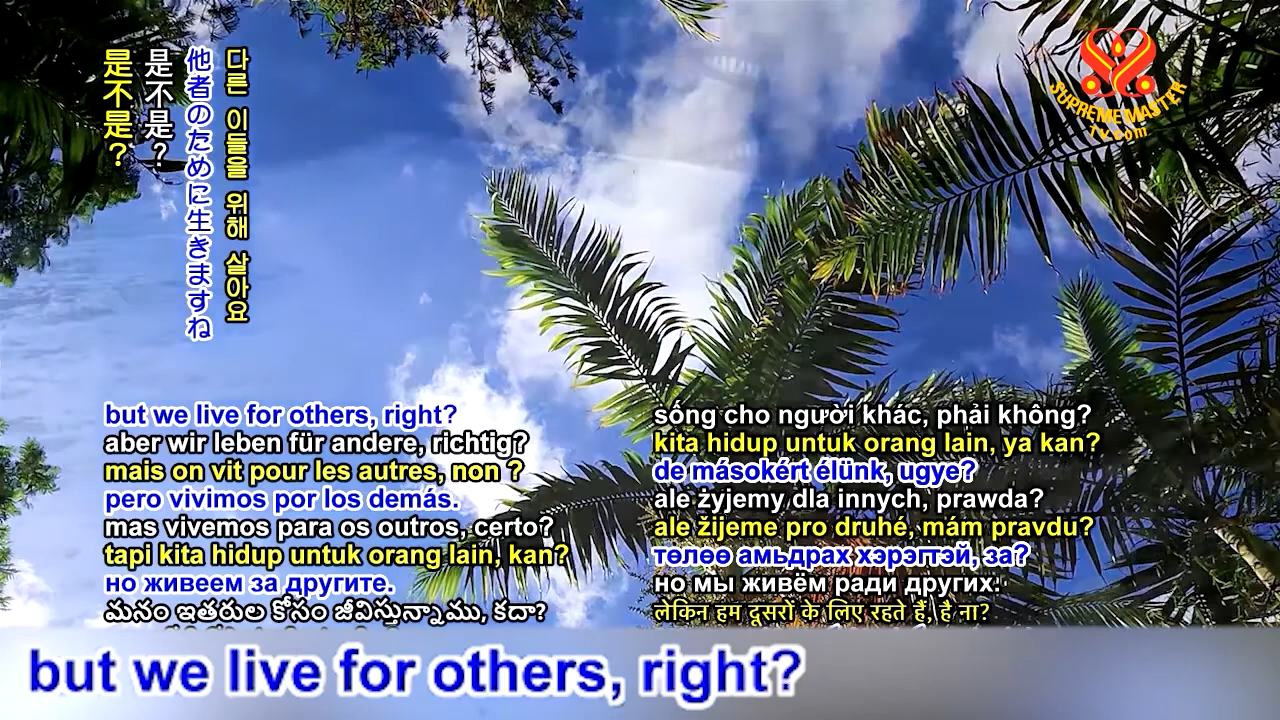 다른 이들을 위해 살아요
他者のために生きますね
是不是？
是不是？
SUPREME MASTER
TV.com
but we live for others, right?
aber wir leben für andere, richtig?
mais on vit pour les autres, non ?
pero vivimos por los demás.
mas vivemos para os outros, certo?
tapi kita hidup untuk orang lain, kan?
но живеем за другите.
మనం ఇతరుల కోసం జీవిస్తున్నాము, కదా?
sống cho người khác, phải không?
kita hidup untuk orang lain, ya kan?
de másokért élünk, ugye?
ale żyjemy dla innych, prawda?
ale žijeme pro druhé, mám pravdu?
төлөө амьдрах хэрэгтэй, за?
но мы живём ради других.
लेकिन हम दूसरों के लिए रहते हैं, है ना?
but we live for others, right?